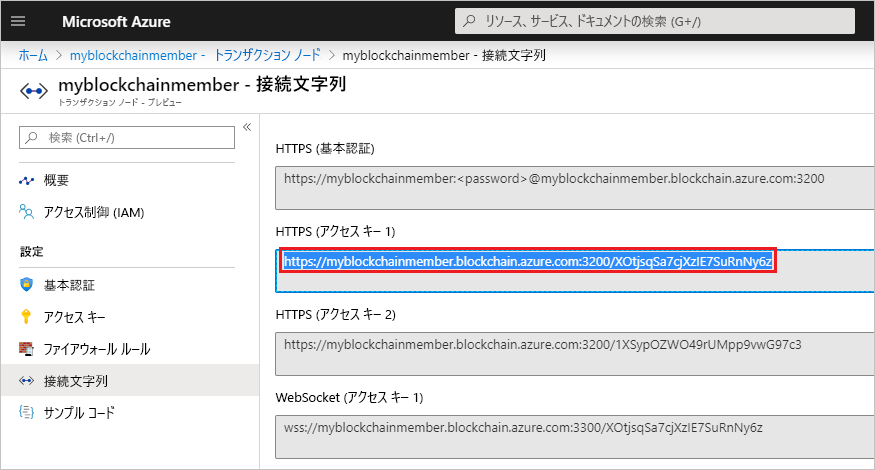 Microsoft Azure
リソース、サービス、ドキュメントの検索 (G+/)
ホーム > myblockchainmember - トランザクション ノード > myblockchainmember - 接続文字列
myblockchainmember - 接続文字列
トランザクション ノード - プレビュー
検索 (Ctrl+/)
概要
アクセス制御 (IAM)
設定
基本認証
アクセス キー
ファイアウォール ルール
接続文字列
サンプル コード
HTTPS (基本認証)
https://myblockchainmember:<password>@myblockchainmember.blockchain.azure.com:3200
HTTPS (アクセス キー 1)
https://myblockchainmember.blockchain.azure.com:3200/XOtjsqSa7cjXzIE7SuRnNy6z
HTTPS (アクセス キー 2)
https://myblockchainmember.blockchain.azure.com:3200/1XSypOZWO49rUMpp9vwG97c3
WebSocket (アクセス キー 1)
wss://myblockchainmember.blockchain.azure.com:3300/XOtjsqSa7cjXzIE7SuRnNy6z